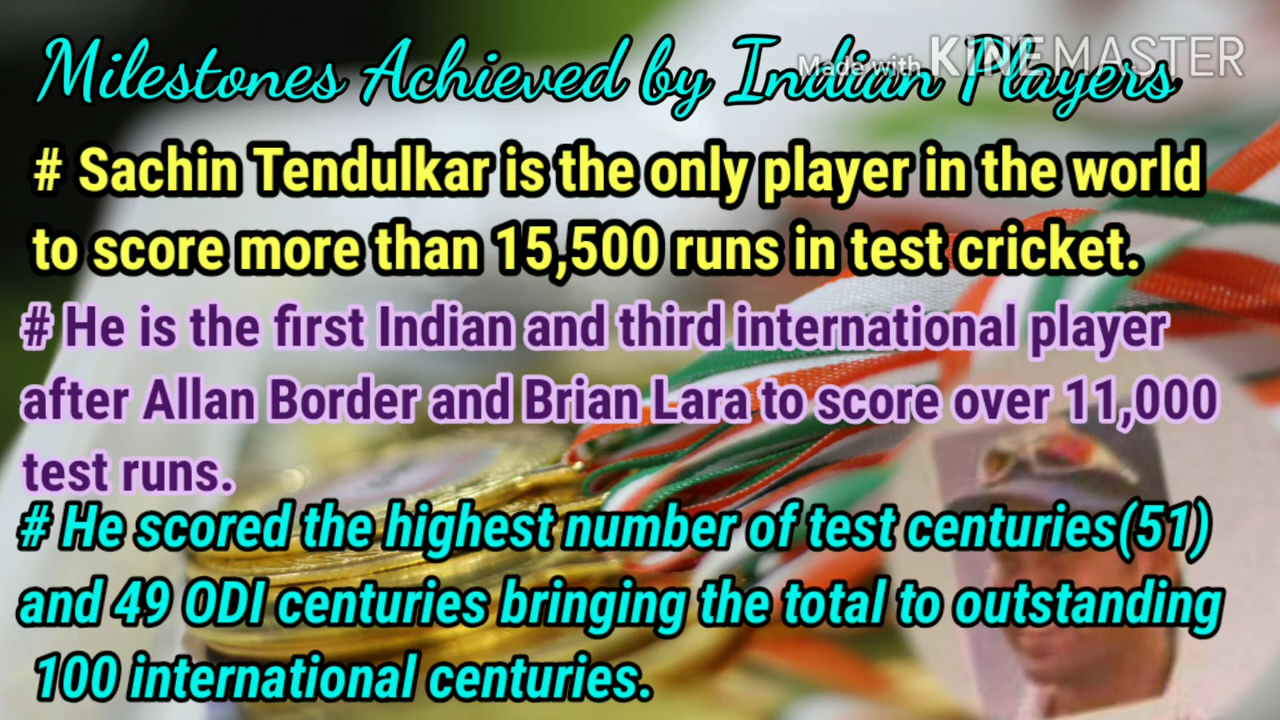 Milestones Achieved by Indian Players
Made with KINEMASTER
# Sachin Tendulkar is the only player in the world
to score more than 15,500 runs in test cricket.
# He is the first Indian and third international player
after Allan Border and Brian Lara to score over 11,000
test runs.
# He scored the highest number of test centuries(51)
and 49 ODI centuries bringing the total to outstanding
100 international centuries.